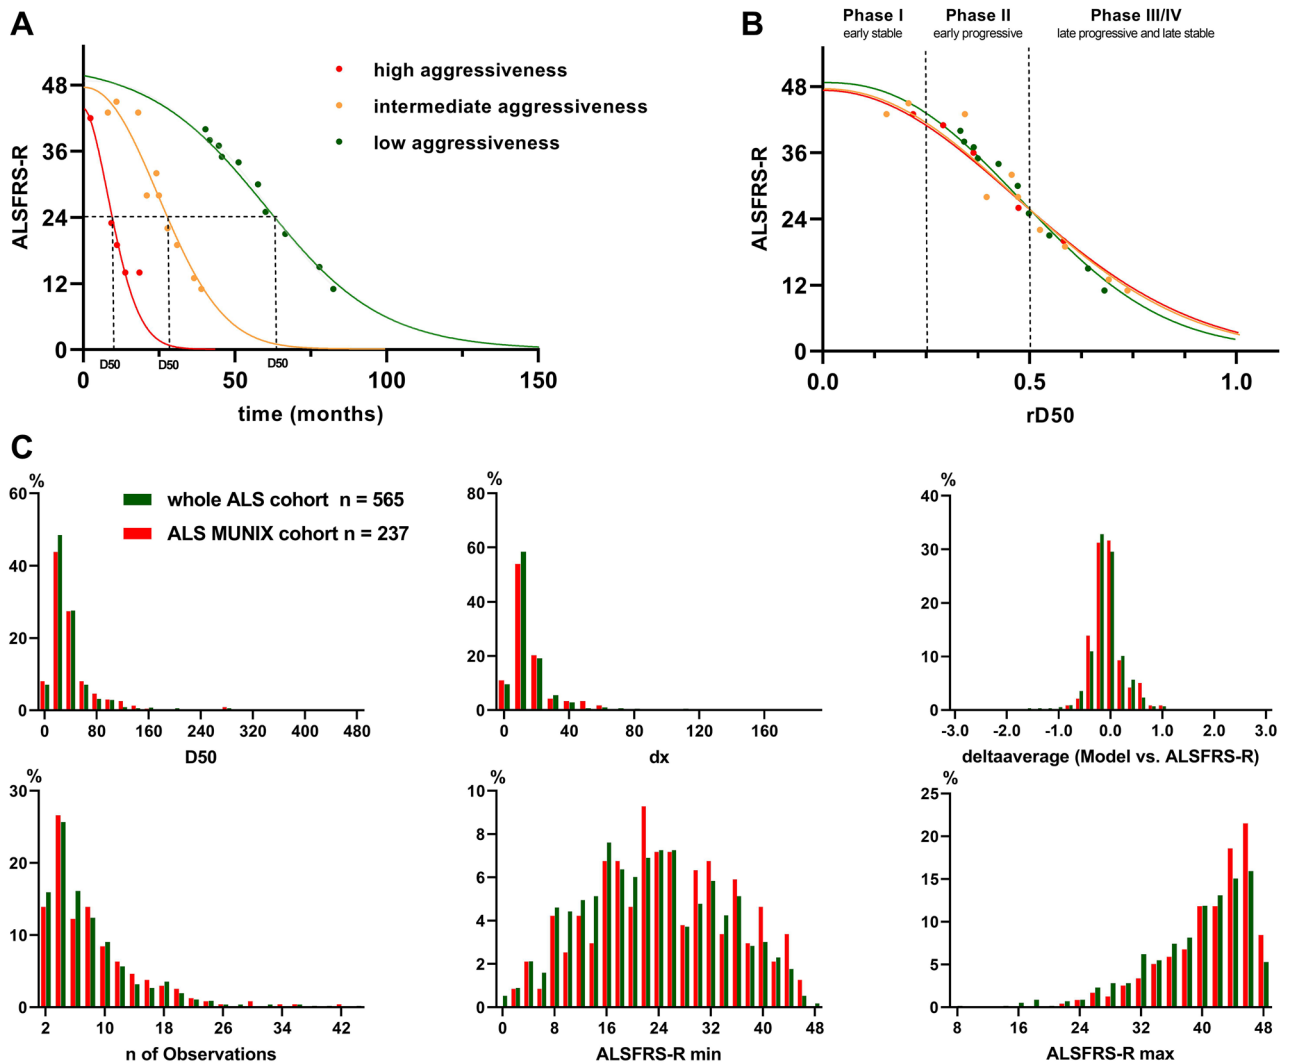 A
ALSFRS-R
48
36
24
12
0
high aggressiveness
intermediate aggressiveness
low aggressiveness
D50 D50 D50
0 50 100 150
time (months)
B
Phase I Phase II Phase III/IV
early stable early progressive late progressive and late stable
ALSFRS-R
48
36
24
12
0
0.0 0.5 1.0
rD50
C
%
60
40
20
0
whole ALS cohort n = 565
ALS MUNIX cohort n = 237
0 80 160 240 320 400 480
D50
%
80
60
40
20
0
0 40 80 120 160
dx
%
40
30
20
10
0
-3.0 -2.0 -1.0 0.0 1.0 2.0 3.0
deltaaverage (Model vs. ALSFRS-R)
%
30
20
10
0
2 10 18 26 34 42
n of Observations
%
10
8
6
4
2
0
0 8 16 24 32 40 48
ALSFRS-R min
%
25
20
15
10
5
0
8 16 24 32 40 48
ALSFRS-R max